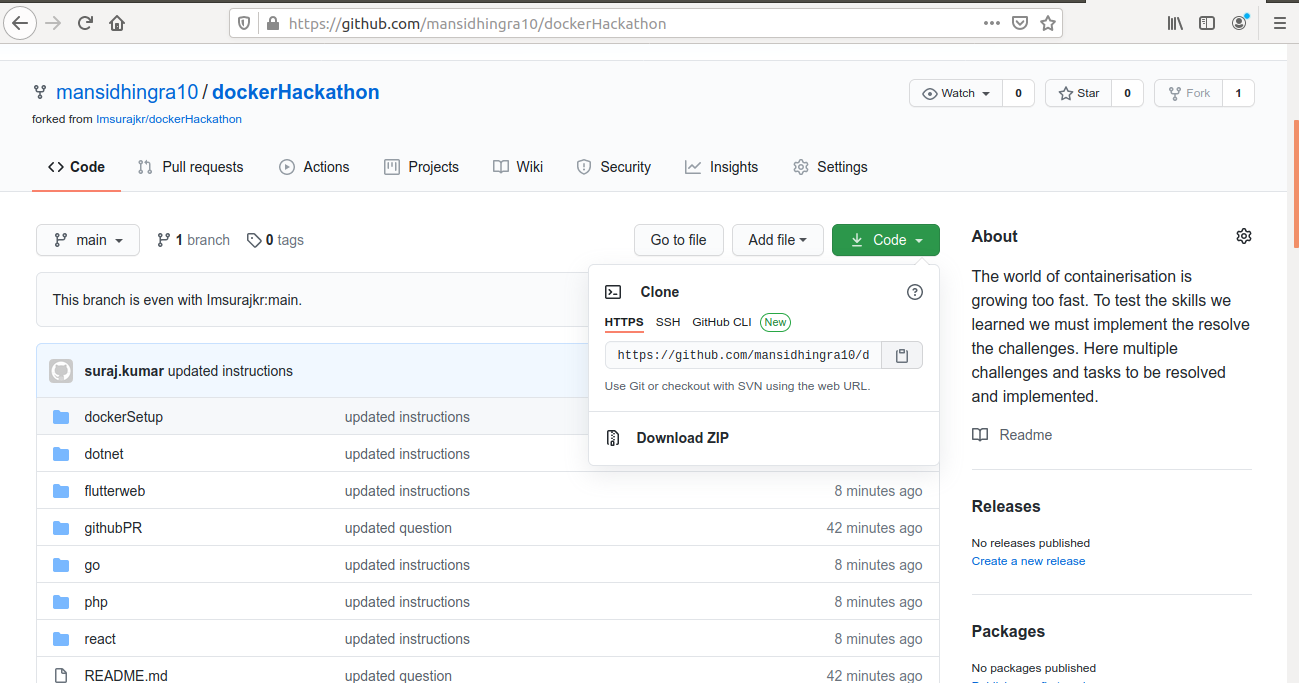 https://github.com/mansidhingra10/dockerHackathon
mansidhingra10 / dockerHackathon
Watch 0
Star 0
Fork 1
forked from Imsurajkr/dockerHackathon
Code Pull requests Actions Projects Wiki Security Insights Settings
main 1 branch 0 tags
Go to file Add file Code
This branch is even with Imsurajkr:main.
Clone
HTTPS SSH GitHub CLI New
https://github.com/mansidhingra10/d
Use Git or checkout with SVN using the web URL.
Download ZIP
suraj.kumar updated instructions
dockerSetup updated instructions
dotnet updated instructions
flutterweb updated instructions 8 minutes ago
githubPR updated question 42 minutes ago
go updated instructions 8 minutes ago
php updated instructions 8 minutes ago
react updated instructions 8 minutes ago
README.md updated question 42 minutes ago
About
The world of containerisation is
growing too fast. To test the skills we
learned we must implement the resolve
the challenges. Here multiple
challenges and tasks to be resolved
and implemented.
Readme
Releases
No releases published
Create a new release
Packages
No packages published